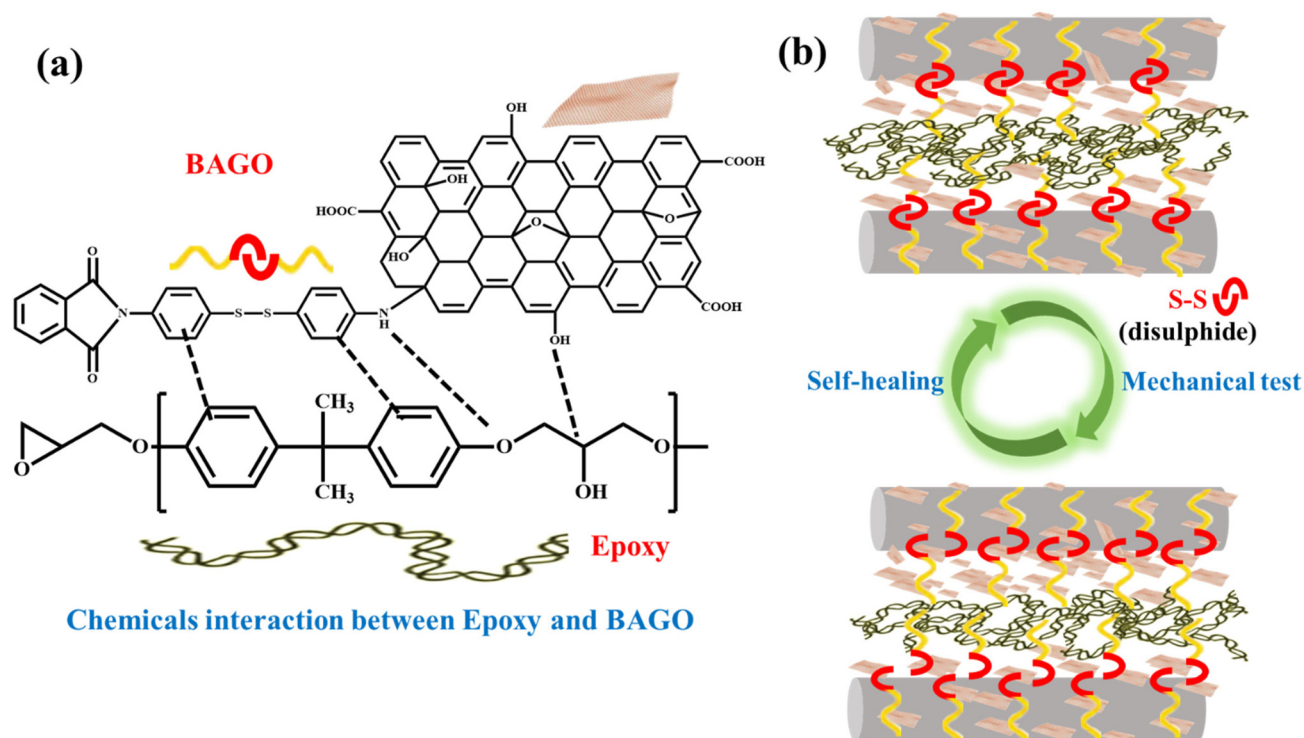 (a)
(b)
BAGO
OH
COOH
OH
HOOC
O
O
HO
COOH
O
N
S
S
N
H
OH
O
S-S
(disulphide)
Self-healing
Mechanical test
CH3
O
O
O
O
CH3
OH
Epoxy
Chemicals interaction between Epoxy and BAGO